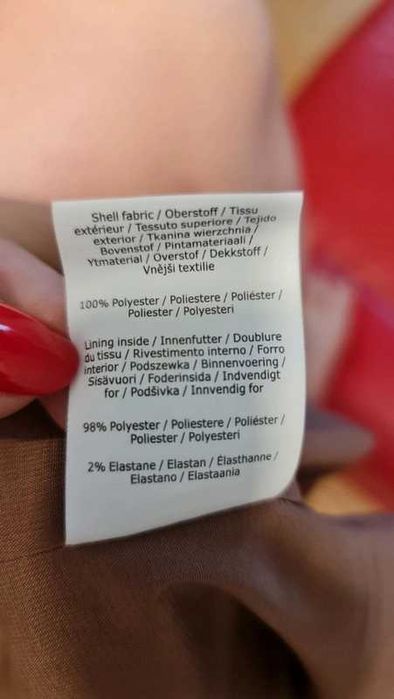 Shell fabric / Oberstoff / Tissu
extérieur / Tessuto superiore / Tejido
exterior / Tkanina wierzchnia /
Bovenstof / Pintamateriaali /
Ytmaterial / Overstof / Dekkstoff /
Vnější textilie
100% Polyester / Poliestere / Poliéster /
Poliester / Polyesteri
Lining inside / Innenfutter / Doublure
du tissu / Rivestimento interno / Forro
interior / Podszewka / Binnenvoering /
Sisävuori / Foderinsida / Indvendigt
for / Podšívka / Innvendig for
98% Polyester / Poliestere / Poliéster /
Poliester / Polyesteri
2% Elastane / Elastan / Élasthanne /
Elastano / Elastaania